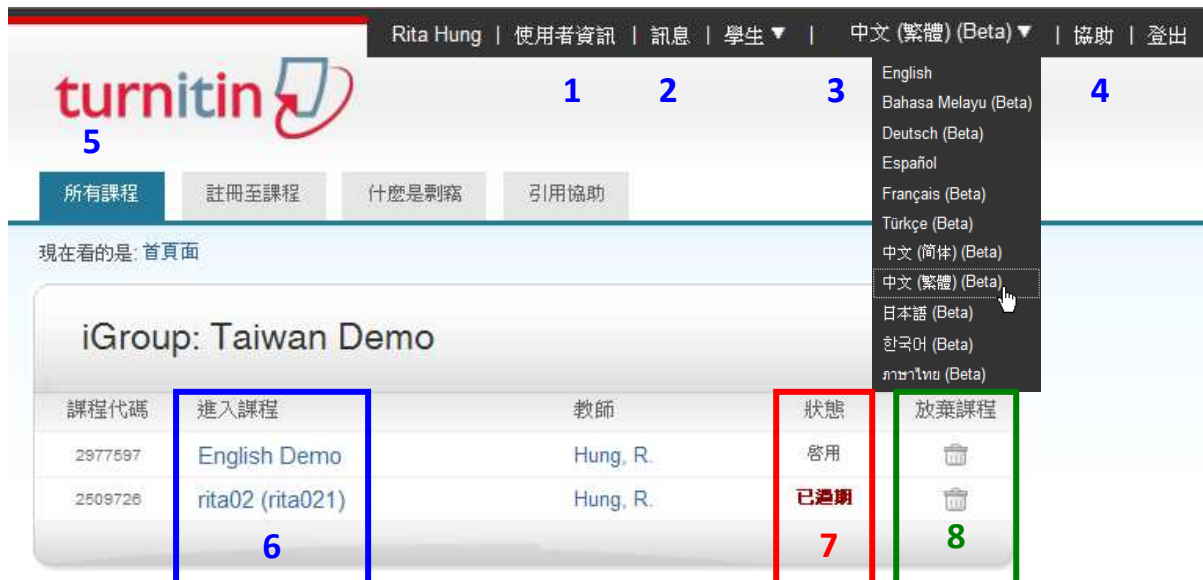 Rita Hung | 使用者資訊 | 訊息 | 學生 ▼ | 中文 (繁體) (Beta) ▼ | 協助 | 登出
1 2 3 4
English
Bahasa Melayu (Beta)
Deutsch (Beta)
Español
Français (Beta)
Türkçe (Beta)
中文 (简体) (Beta)
中文 (繁體) (Beta)
日本語 (Beta)
한국어 (Beta)
ภาษาไทย (Beta)
turnitin
5
所有課程 註冊至課程 什麼是剽竊 引用協助
現在看的是: 首頁面
iGroup: Taiwan Demo
課程代碼 進入課程 教師 狀態 放棄課程
2977597 English Demo Hung, R. 啓用
2509726 rita02 (rita021) Hung, R. 已過期
6 7 8